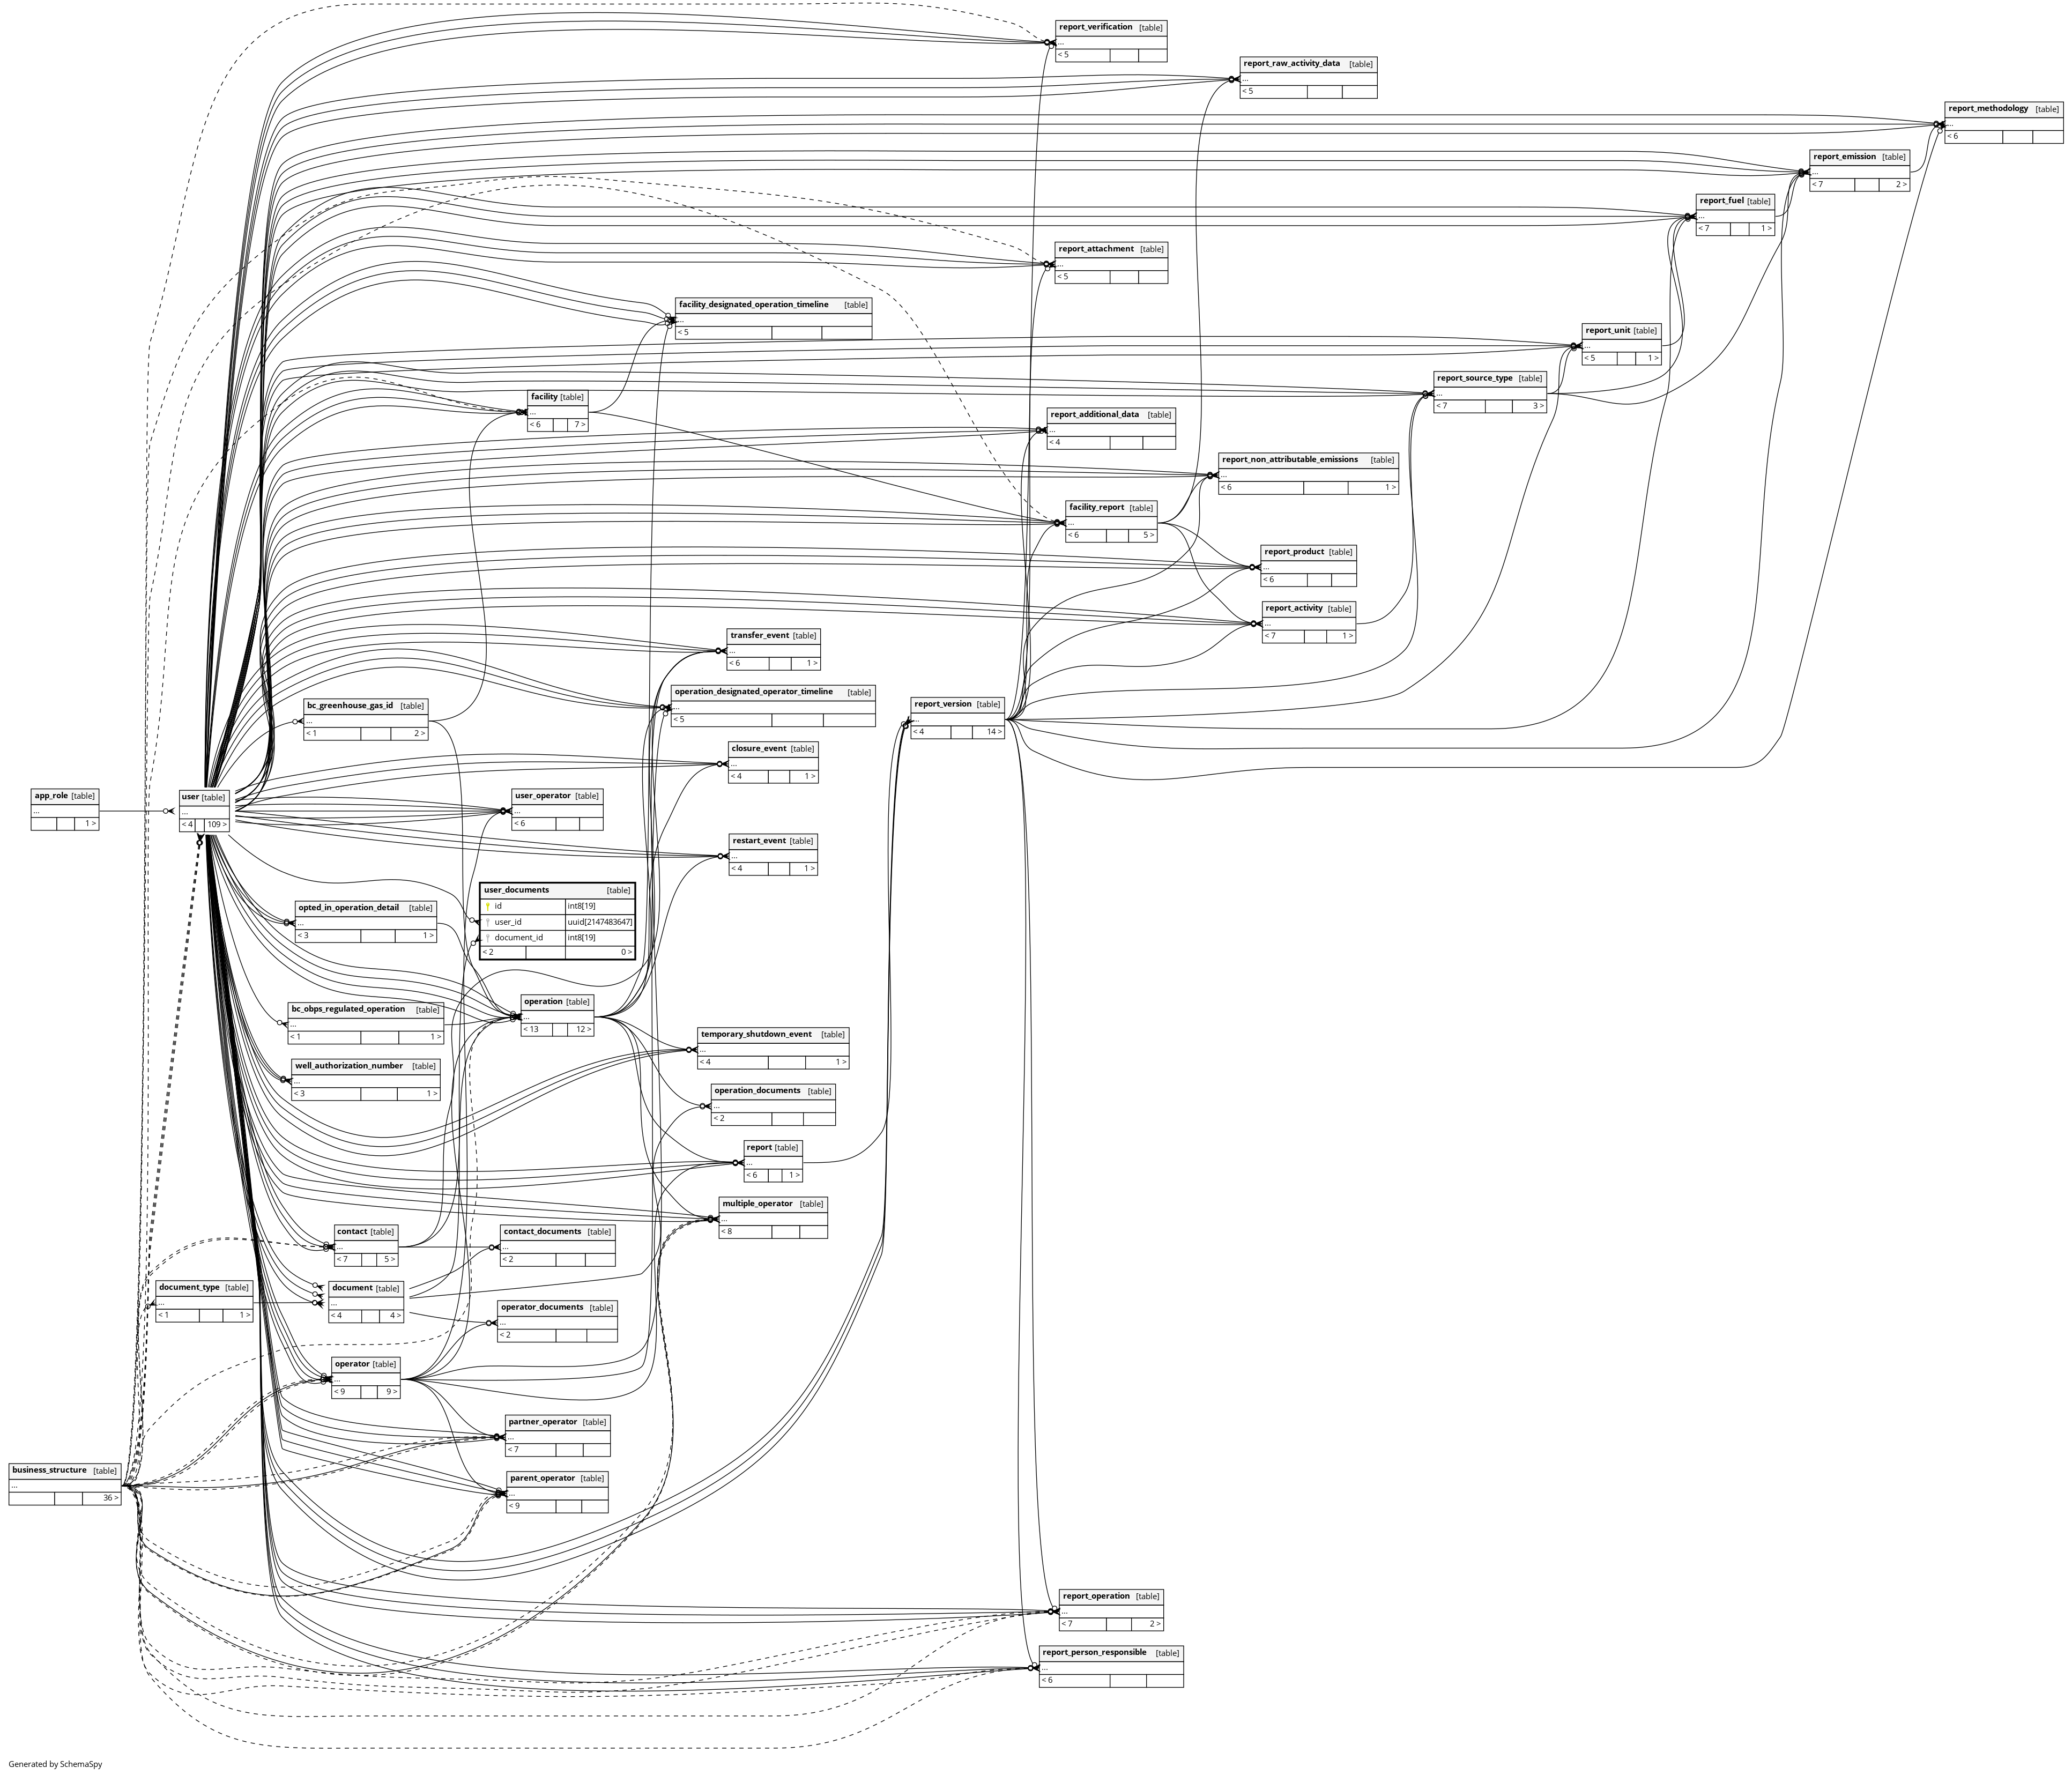 report_verification [table]
...
< 5
report_raw_activity_data [table]
...
< 5
report_methodology [table]
...
< 6
report_emission [table]
...
< 7 2 >
report_fuel [table]
...
< 7 1 >
report_attachment [table]
...
< 5
facility_designated_operation_timeline [table]
...
< 5
report_unit [table]
...
< 5 1 >
report_source_type [table]
...
< 7 3 >
facility [table]
...
< 6 7 >
report_additional_data [table]
...
< 4
report_non_attributable_emissions [table]
...
< 6 1 >
facility_report [table]
...
< 6 5 >
report_product [table]
...
< 6
report_activity [table]
...
< 7 1 >
transfer_event [table]
...
< 6 1 >
operation_designated_operator_timeline [table]
...
< 5
bc_greenhouse_gas_id [table]
...
< 1 2 >
report_version [table]
...
< 4 14 >
closure_event [table]
...
< 4 1 >
app_role [table]
...
1 >
user [table]
...
< 4 109 >
user_operator [table]
...
< 6
restart_event [table]
...
< 4 1 >
user_documents [table]
id int8[19]
user_id uuid[2147483647]
document_id int8[19]
< 2 0 >
opted_in_operation_detail [table]
...
< 3 1 >
operation [table]
...
< 13 12 >
bc_obps_regulated_operation [table]
...
< 1 1 >
temporary_shutdown_event [table]
...
< 4 1 >
well_authorization_number [table]
...
< 3 1 >
operation_documents [table]
...
< 2
report [table]
...
< 6 1 >
multiple_operator [table]
...
< 8
contact [table]
...
< 7 5 >
contact_documents [table]
...
< 2
document_type [table]
...
< 1 1 >
document [table]
...
< 4 4 >
operator_documents [table]
...
< 2
operator [table]
...
< 9 9 >
partner_operator [table]
...
< 7
business_structure [table]
...
36 >
parent_operator [table]
...
< 9
report_operation [table]
...
< 7 2 >
report_person_responsible [table]
...
< 6
Generated by SchemaSpy